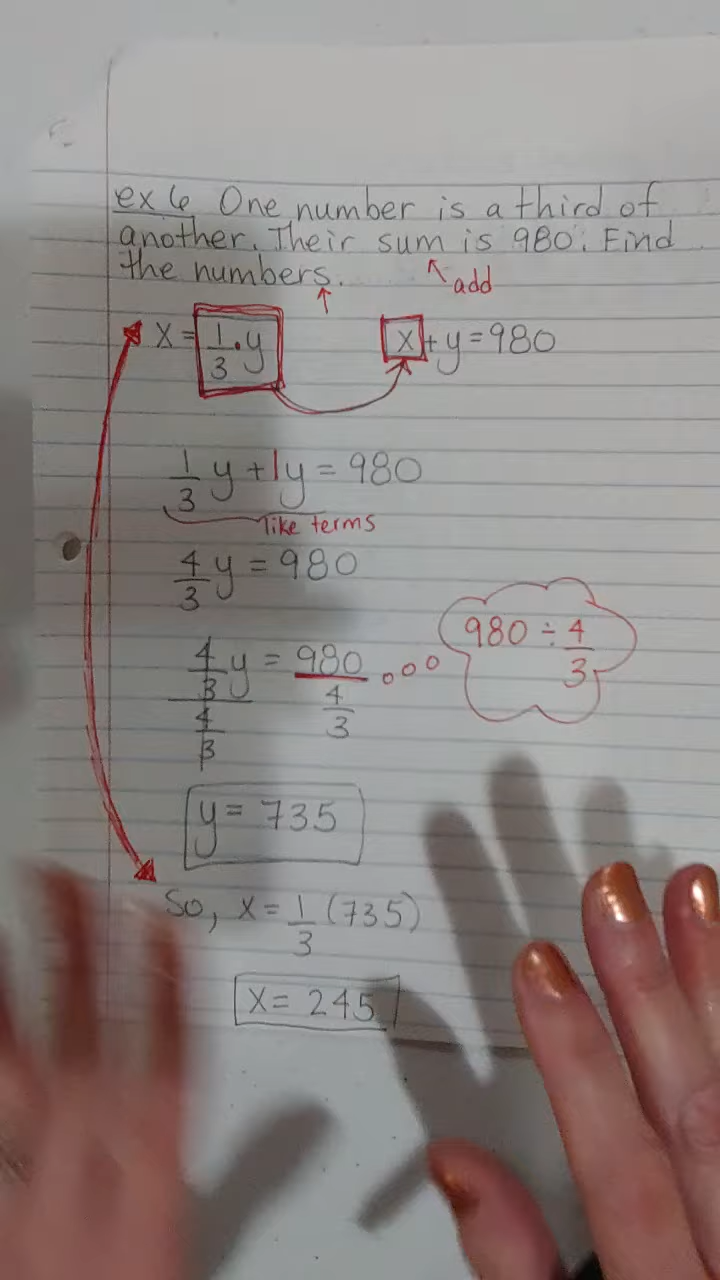 ex 6 One number is a third of
another. Their sum is 980. Find
the numbers.
add
x = 1/3 · y
x + y = 980
1/3 y + 1y = 980
like terms
4/3 y = 980
4/3 y = 980
4/3 4/3
980 ÷ 4/3
y = 735
So, x = 1/3 (735)
x = 245